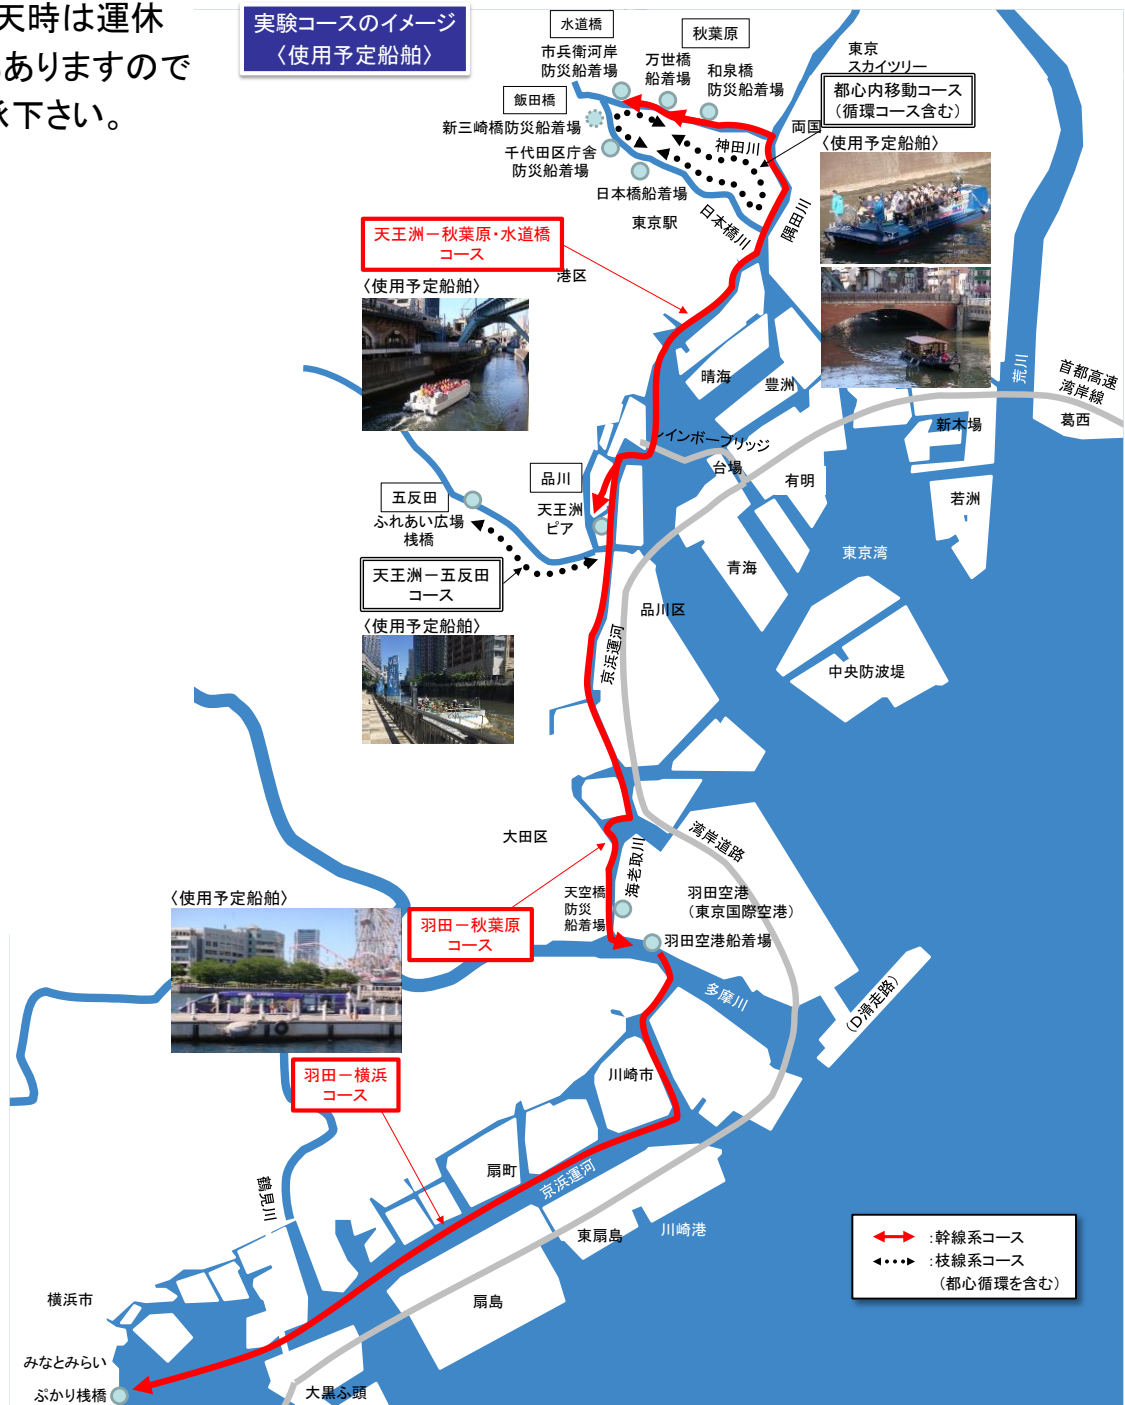 天時は運休
ありますので
承下さい。
実験コースのイメージ
〈使用予定船舶〉
水道橋
市兵衛河岸
防災船着場
秋葉原
万世橋
船着場
和泉橋
防災船着場
東京
スカイツリー
都心内移動コース
（循環コース含む）
〈使用予定船舶〉
飯田橋
新三崎橋防災船着場
千代田区庁舎
防災船着場
日本橋船着場
東京駅
神田川
両国
日本橋川
隅田川
天王洲－秋葉原・水道橋
コース
港区
〈使用予定船舶〉
晴海
豊洲
荒川
首都高速
湾岸線
葛西
新木場
レインボーブリッジ
台場
有明
若洲
品川
天王洲
ピア
五反田
ふれあい広場
桟橋
天王洲－五反田
コース
〈使用予定船舶〉
青海
東京湾
品川区
京浜運河
中央防波堤
大田区
海老取川
湾岸道路
天空橋
防災
船着場
羽田空港
（東京国際空港）
羽田空港船着場
羽田－秋葉原
コース
〈使用予定船舶〉
多摩川
（D滑走路）
羽田－横浜
コース
川崎市
鶴見川
扇町
京浜運河
東扇島
川崎港
扇島
横浜市
みなとみらい
ぷかり桟橋
大黒ふ頭
：幹線系コース
：枝線系コース
（都心循環を含む）